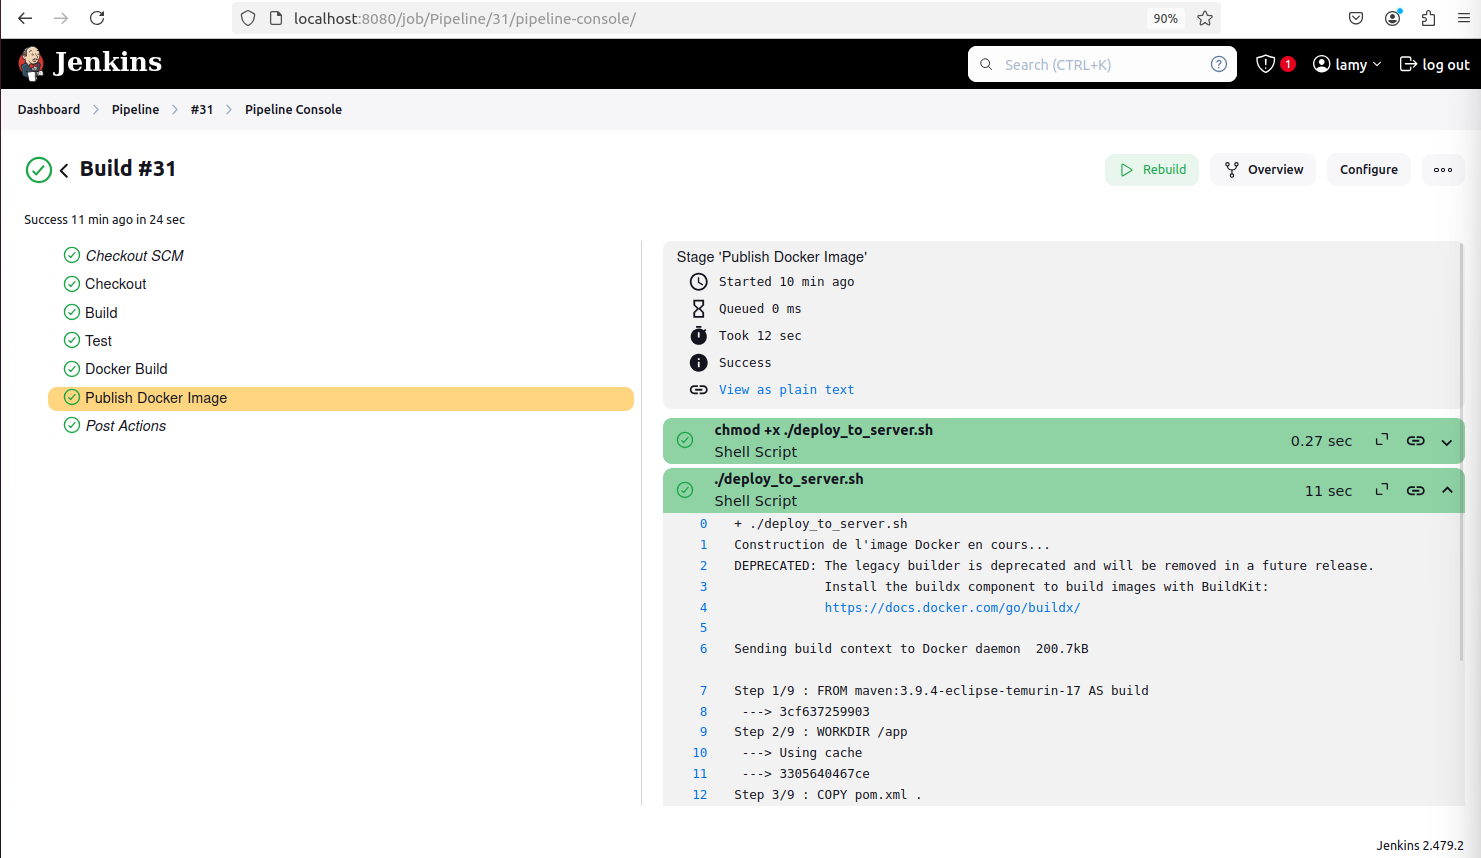 localhost:8080/job/Pipeline/31/pipeline-console/
90%
Jenkins
Search (CTRL+K)
1
lamy
log out
Dashboard
Pipeline
#31
Pipeline Console
Build #31
Rebuild
Overview
Configure
Success 11 min ago in 24 sec
Checkout SCM
Checkout
Build
Test
Docker Build
Publish Docker Image
Post Actions
Stage 'Publish Docker Image'
Started 10 min ago
Queued 0 ms
Took 12 sec
Success
View as plain text
chmod +x ./deploy_to_server.sh
Shell Script
0.27 sec
./deploy_to_server.sh
Shell Script
11 sec
0 + ./deploy_to_server.sh
1 Construction de l'image Docker en cours...
2 DEPRECATED: The legacy builder is deprecated and will be removed in a future release.
3 Install the buildx component to build images with BuildKit:
4 https://docs.docker.com/go/buildx/
5
6 Sending build context to Docker daemon  200.7kB
7 Step 1/9 : FROM maven:3.9.4-eclipse-temurin-17 AS build
8 ---> 3cf637259903
9 Step 2/9 : WORKDIR /app
10 ---> Using cache
11 ---> 3305640467ce
12 Step 3/9 : COPY pom.xml .
Jenkins 2.479.2